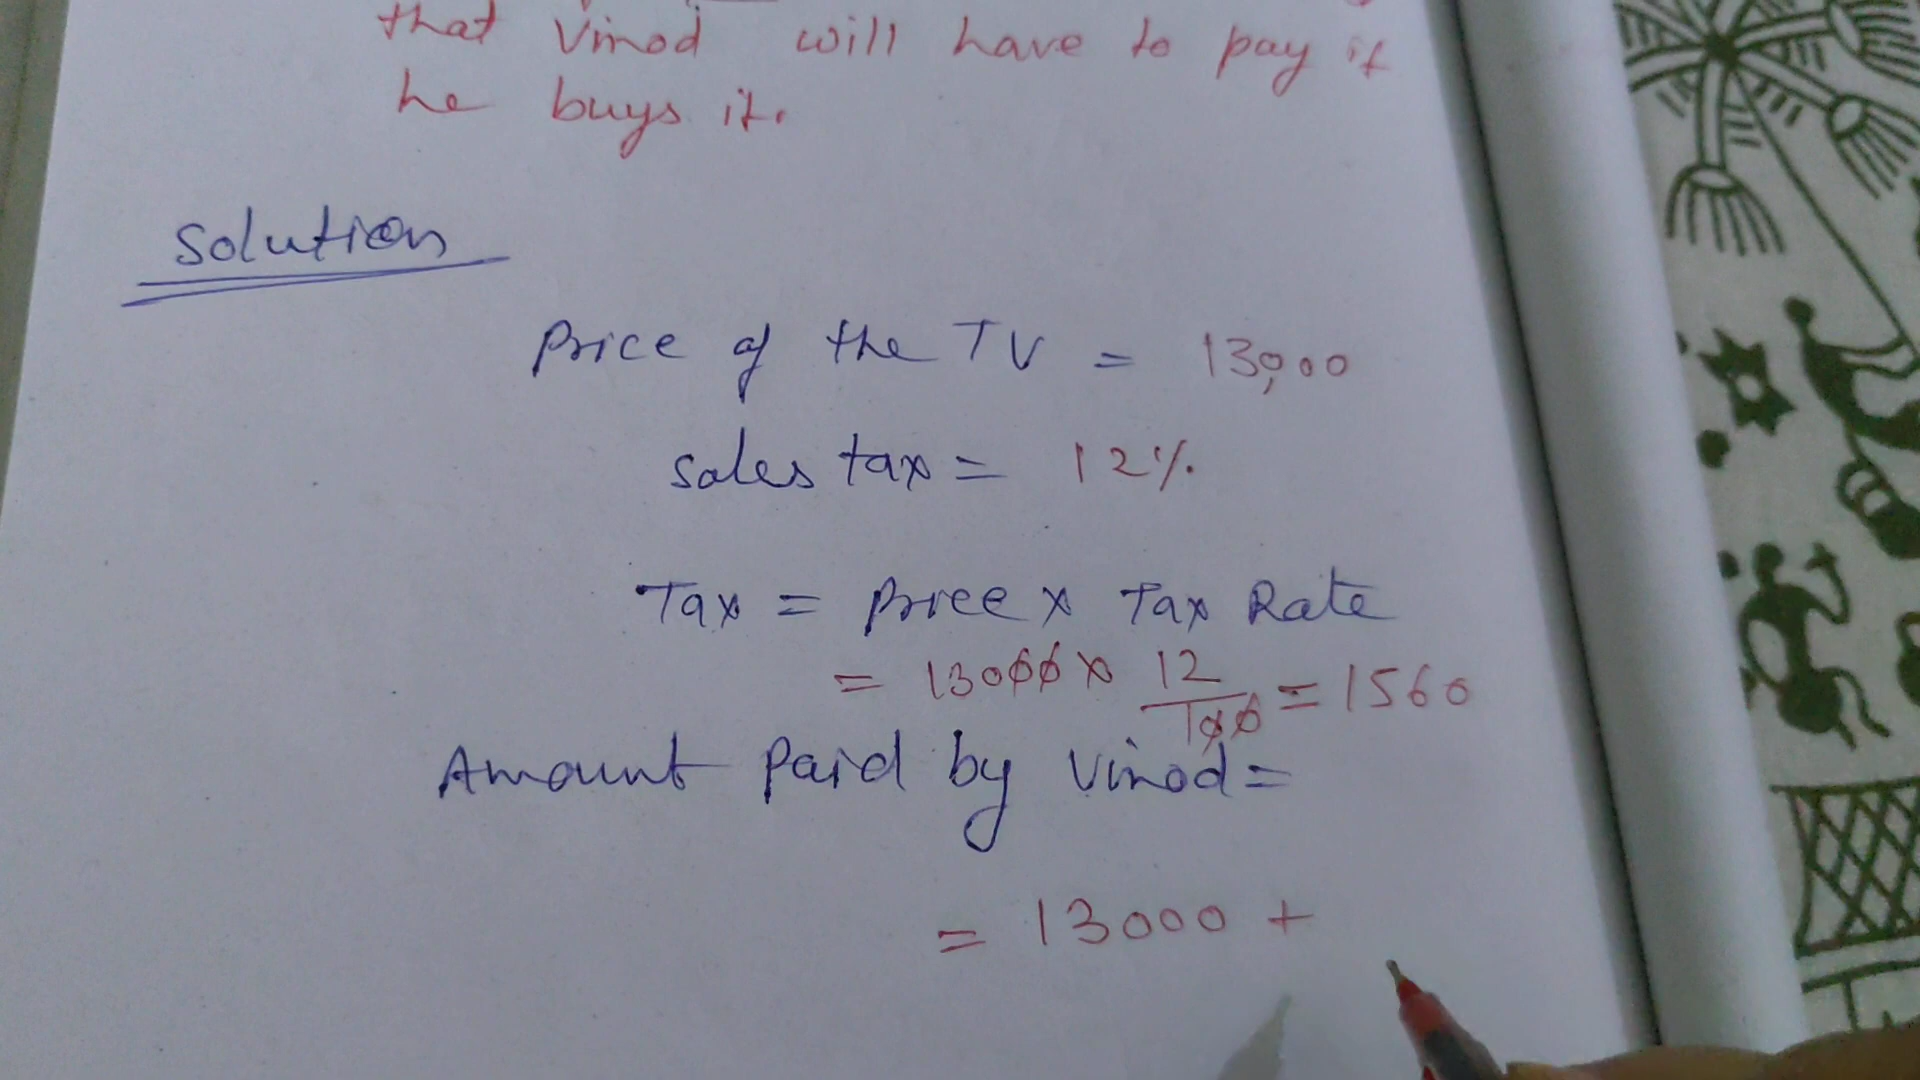 that Vinod will have to pay if
he buys it.
Solution
Price of the TV = 13,000
Sales tax = 12%
Tax = Price x Tax Rate
= 13000 x 12/100 = 1560
Amount Paid by Vinod =
= 13000 +